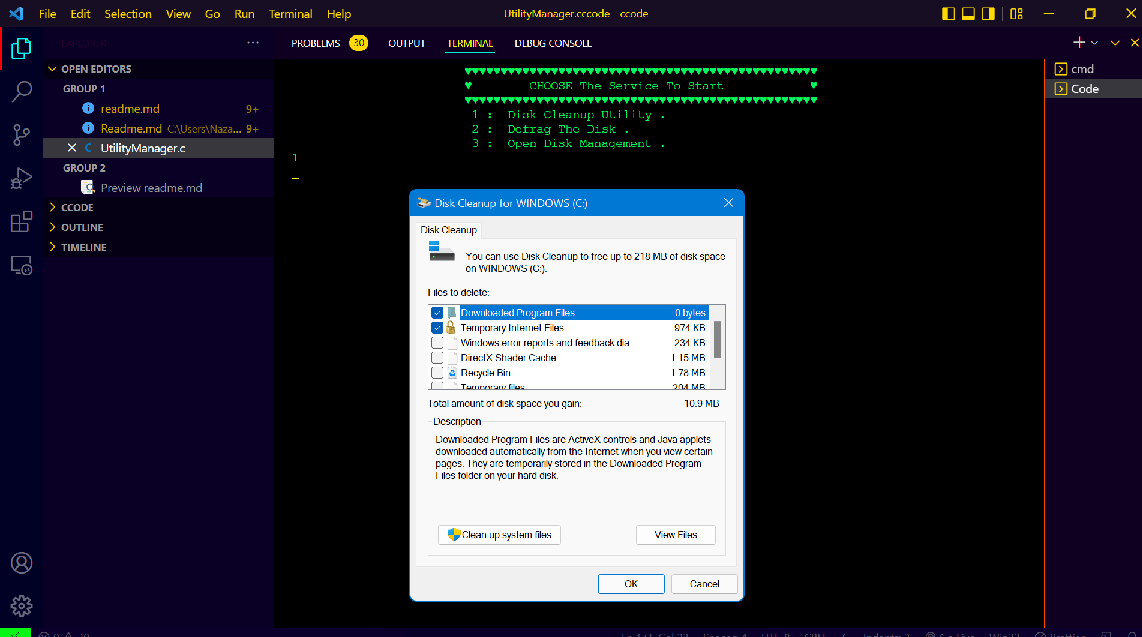 File Edit Selection View Go Run Terminal Help
UtilityManager.cccode - ccode
EXPLORER
OPEN EDITORS
GROUP 1
readme.md 9+
Readme.md C:\Users\Naza... 9+
UtilityManager.c
GROUP 2
Preview readme.md
CCODE
OUTLINE
TIMELINE
PROBLEMS 30 OUTPUT TERMINAL DEBUG CONSOLE
cmd
Code
CHOOSE The Service To Start
1 : Disk Cleanup Utility .
2 : Defrag The Disk .
3 : Open Disk Management .
1
Disk Cleanup for WINDOWS (C:)
Disk Cleanup
You can use Disk Cleanup to free up to 218 MB of disk space
on WINDOWS (C:).
Files to delete:
Downloaded Program Files 0 bytes
Temporary Internet Files 974 KB
Windows error reports and feedback dia 234 KB
DirectX Shader Cache 1.15 MB
Recycle Bin 1.78 MB
Temporary files 204 MB
Total amount of disk space you gain: 10.9 MB
Description
Downloaded Program Files are ActiveX controls and Java applets
downloaded automatically from the Internet when you view certain
pages. They are temporarily stored in the Downloaded Program
Files folder on your hard disk.
Clean up system files
View Files
OK
Cancel